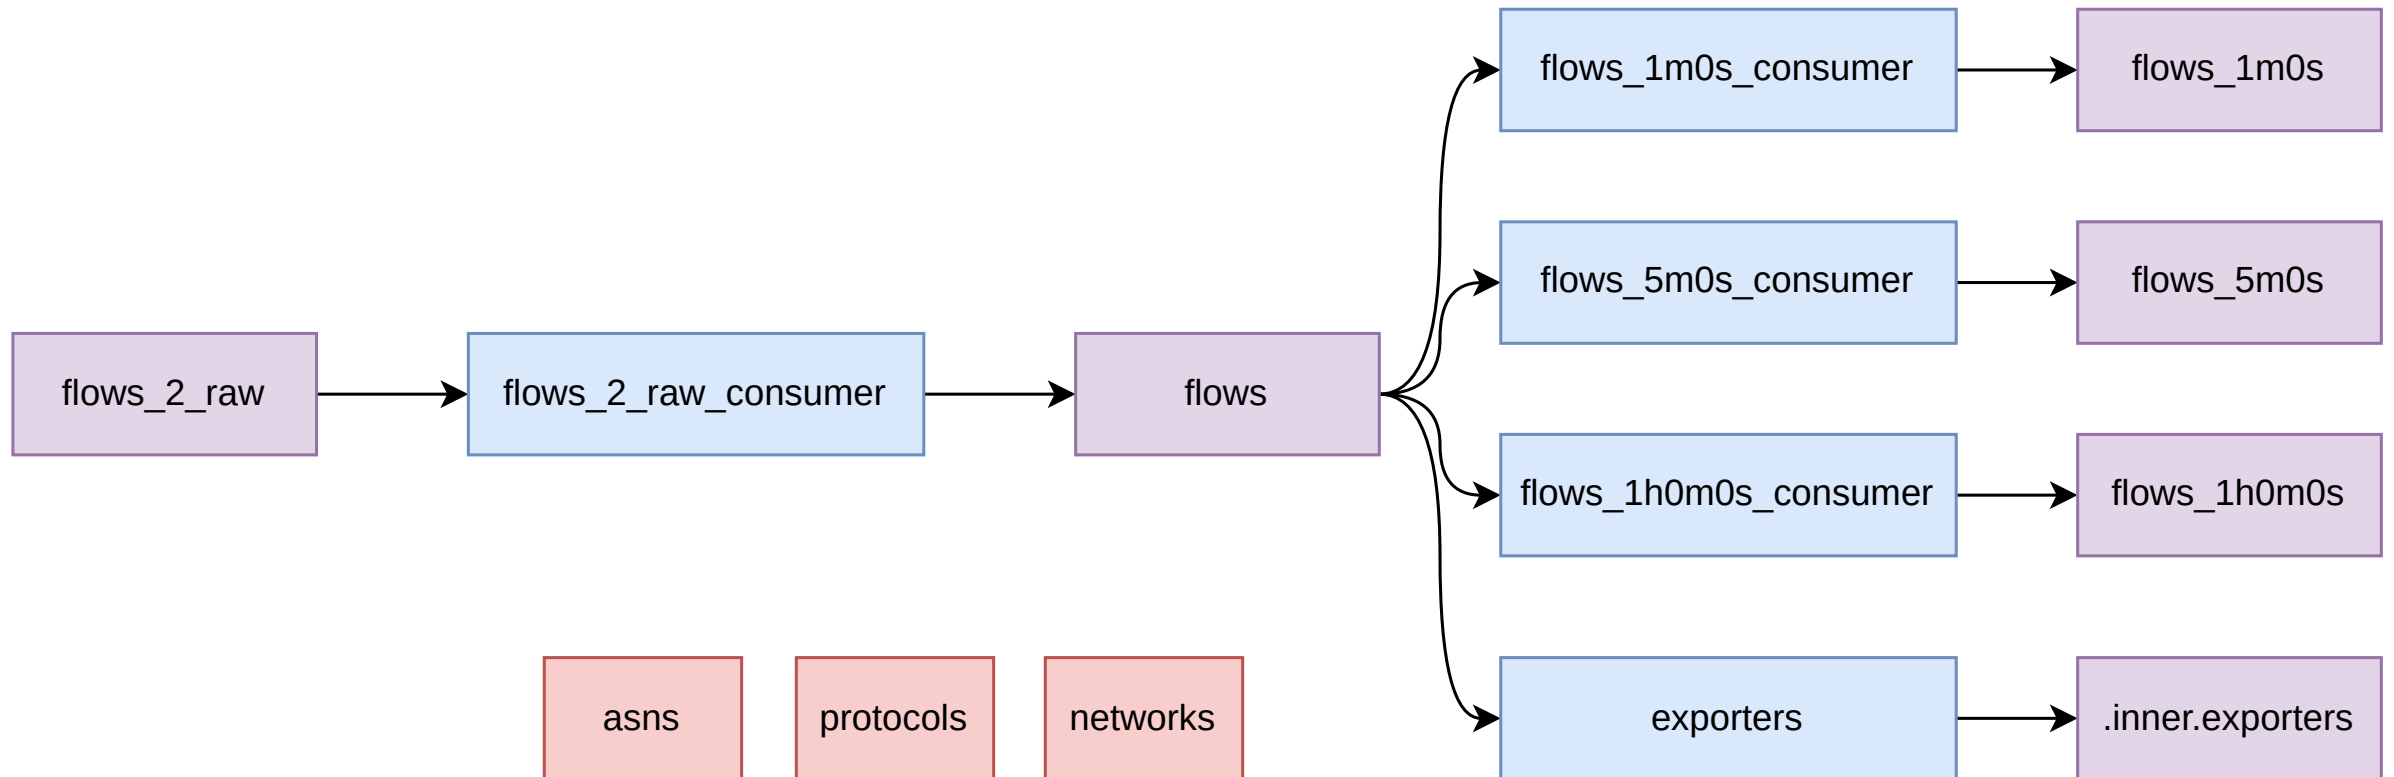 flows_1m0s_consumer
flows_1m0s
flows_5m0s_consumer
flows_5m0s
flows_2_raw
flows_2_raw_consumer
flows
flows_1h0m0s_consumer
flows_1h0m0s
asns
protocols
networks
exporters
.inner.exporters